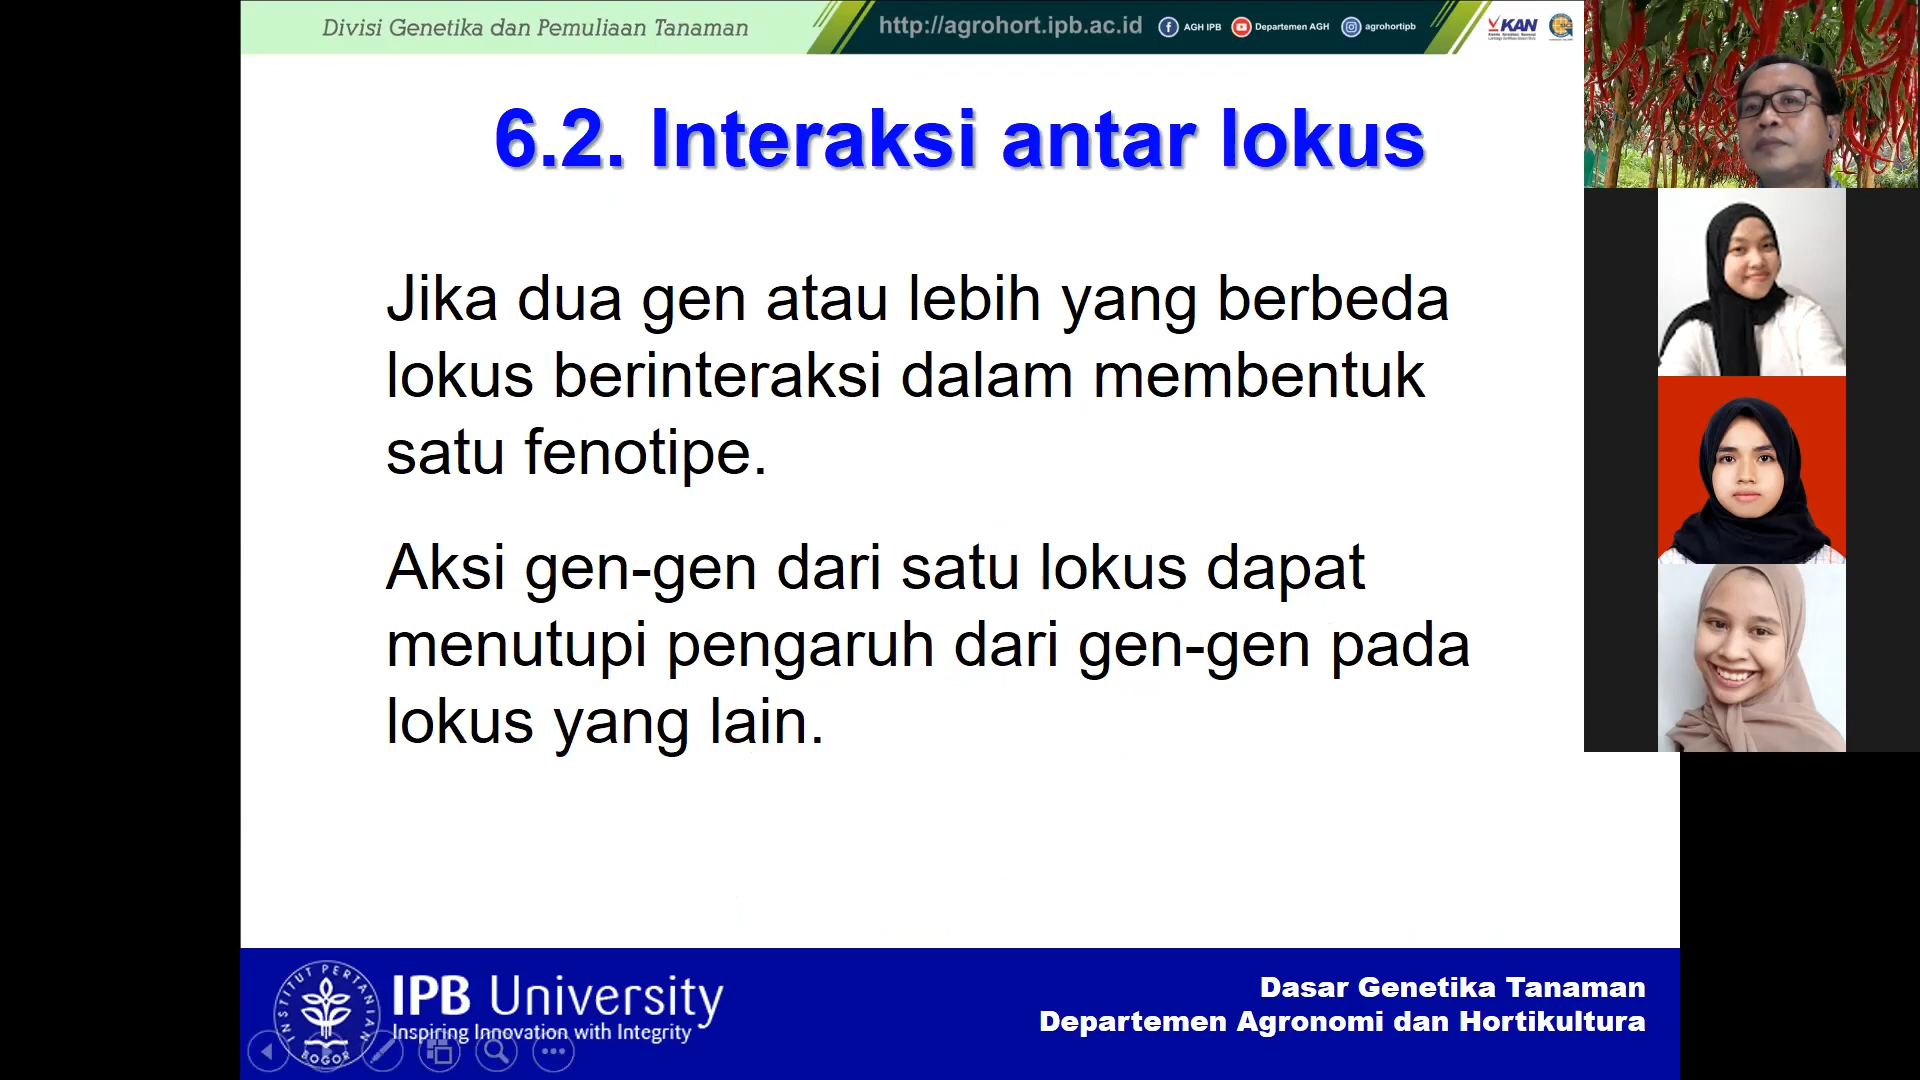 Divisi Genetika dan Pemuliaan Tanaman
http://agrohort.ipb.ac.id
AGH IPB
Departemen AGH
agrohortipb
KAN
6.2. Interaksi antar lokus
Jika dua gen atau lebih yang berbeda
lokus berinteraksi dalam membentuk
satu fenotipe.
Aksi gen-gen dari satu lokus dapat
menutupi pengaruh dari gen-gen pada
lokus yang lain.
INSTITUT PERTANIAN
BOGOR
IPB University
Inspiring Innovation with Integrity
Dasar Genetika Tanaman
Departemen Agronomi dan Hortikultura